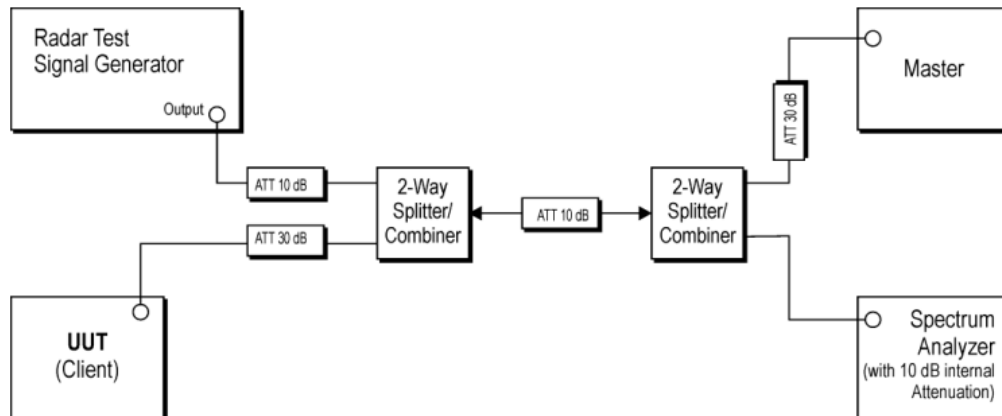 Radar Test
Signal Generator
Output
ATT 10 dB
2-Way
Splitter/
Combiner
ATT 30 dB
UUT
(Client)
ATT 10 dB
2-Way
Splitter/
Combiner
ATT 30 dB
Master
Spectrum
Analyzer
(with 10 dB internal
Attenuation)